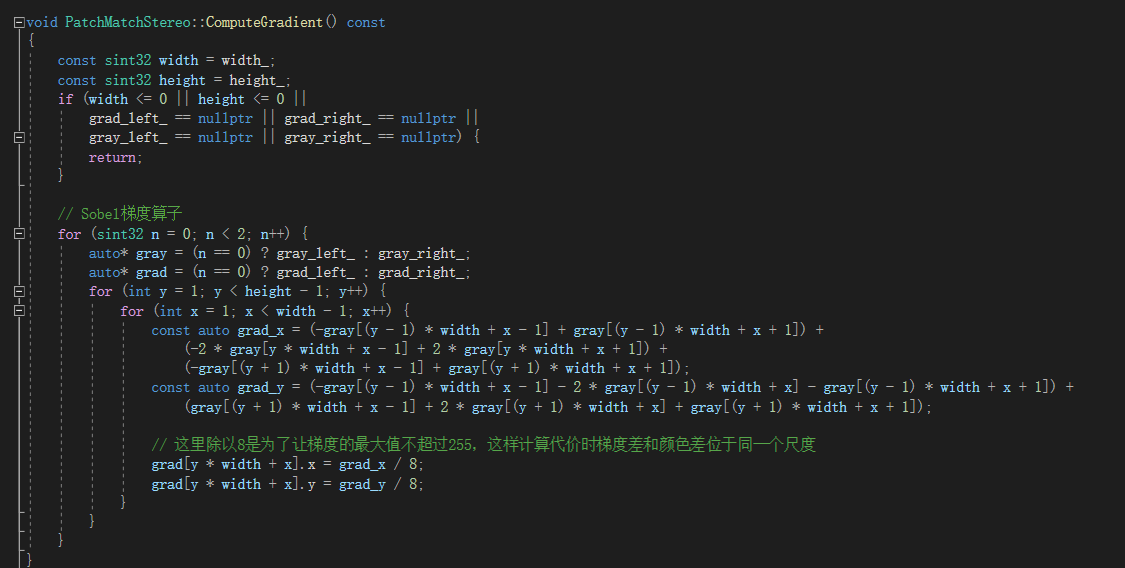 void PatchMatchStereo::ComputeGradient() const
{
    const sint32 width = width_;
    const sint32 height = height_;
    if (width <= 0 || height <= 0 ||
        grad_left_ == nullptr || grad_right_ == nullptr ||
        gray_left_ == nullptr || gray_right_ == nullptr) {
        return;
    }

    // Sobel梯度算子
    for (sint32 n = 0; n < 2; n++) {
        auto* gray = (n == 0) ? gray_left_ : gray_right_;
        auto* grad = (n == 0) ? grad_left_ : grad_right_;
        for (int y = 1; y < height - 1; y++) {
            for (int x = 1; x < width - 1; x++) {
                const auto grad_x = (-gray[(y - 1) * width + x - 1] + gray[(y - 1) * width + x + 1]) +
                    (-2 * gray[y * width + x - 1] + 2 * gray[y * width + x + 1]) +
                    (-gray[(y + 1) * width + x - 1] + gray[(y + 1) * width + x + 1]);
                const auto grad_y = (-gray[(y - 1) * width + x - 1] - 2 * gray[(y - 1) * width + x] - gray[(y - 1) * width + x + 1]) +
                    (gray[(y + 1) * width + x - 1] + 2 * gray[(y + 1) * width + x] + gray[(y + 1) * width + x + 1]);

                // 这里除以8是为了让梯度的最大值不超过255，这样计算代价时梯度差和颜色差位于同一个尺度
                grad[y * width + x].x = grad_x / 8;
                grad[y * width + x].y = grad_y / 8;
            }
        }
    }
}